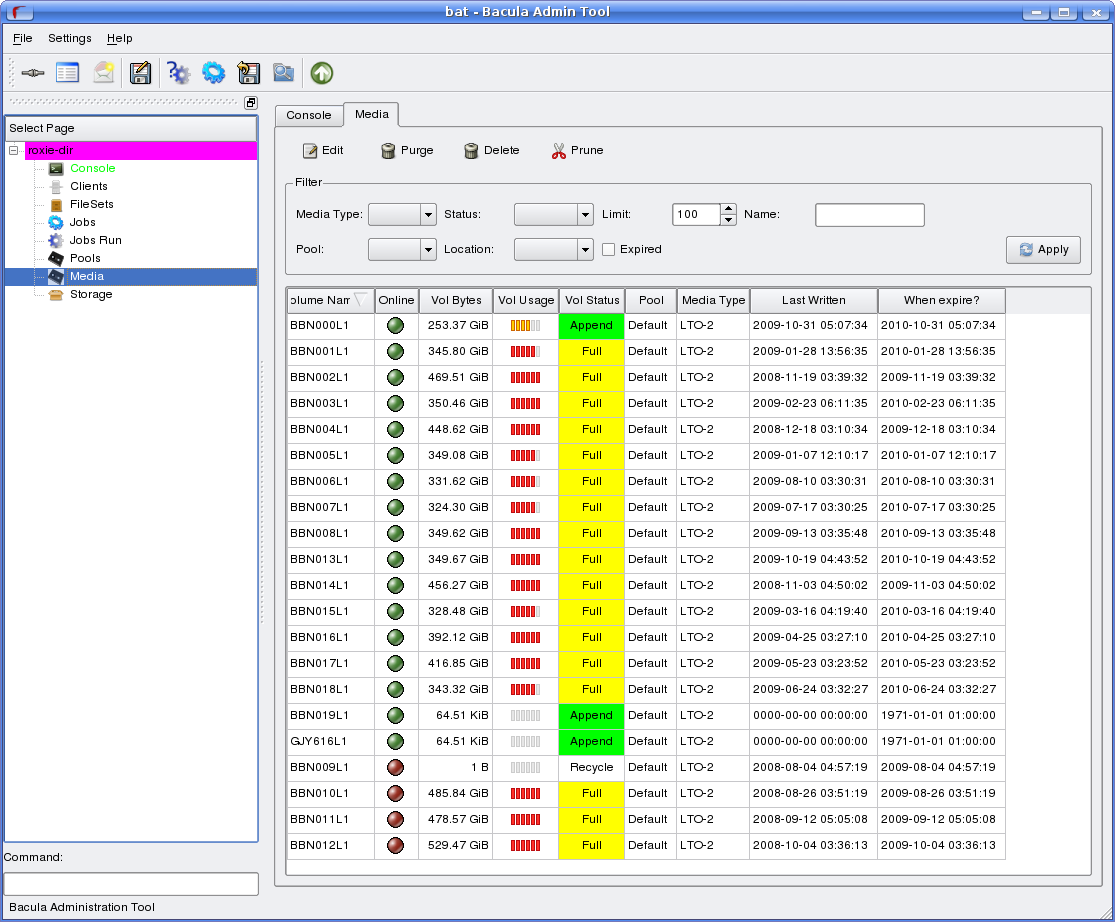 bat - Bacula Admin Tool
File Settings Help
Select Page
roxie-dir
Console
Clients
FileSets
Jobs
Jobs Run
Pools
Media
Storage
Command:
Bacula Administration Tool
Console Media
Edit Purge Delete Prune
Filter
Media Type: Status: Limit: 100 Name:
Pool: Location: Expired Apply
olume Nam Online Vol Bytes Vol Usage Vol Status Pool Media Type Last Written When expire?
BBN000L1 253.37 GiB Append Default LTO-2 2009-10-31 05:07:34 2010-10-31 05:07:34
BBN001L1 345.80 GiB Full Default LTO-2 2009-01-28 13:56:35 2010-01-28 13:56:35
BBN002L1 469.51 GiB Full Default LTO-2 2008-11-19 03:39:32 2009-11-19 03:39:32
BBN003L1 350.46 GiB Full Default LTO-2 2009-02-23 06:11:35 2010-02-23 06:11:35
BBN004L1 448.62 GiB Full Default LTO-2 2008-12-18 03:10:34 2009-12-18 03:10:34
BBN005L1 349.08 GiB Full Default LTO-2 2009-01-07 12:10:17 2010-01-07 12:10:17
BBN006L1 331.62 GiB Full Default LTO-2 2009-08-10 03:30:31 2010-08-10 03:30:31
BBN007L1 324.30 GiB Full Default LTO-2 2009-07-17 03:30:25 2010-07-17 03:30:25
BBN008L1 349.62 GiB Full Default LTO-2 2009-09-13 03:35:48 2010-09-13 03:35:48
BBN013L1 349.67 GiB Full Default LTO-2 2009-10-19 04:43:52 2010-10-19 04:43:52
BBN014L1 456.27 GiB Full Default LTO-2 2008-11-03 04:50:02 2009-11-03 04:50:02
BBN015L1 328.48 GiB Full Default LTO-2 2009-03-16 04:19:40 2010-03-16 04:19:40
BBN016L1 392.12 GiB Full Default LTO-2 2009-04-25 03:27:10 2010-04-25 03:27:10
BBN017L1 416.85 GiB Full Default LTO-2 2009-05-23 03:23:52 2010-05-23 03:23:52
BBN018L1 343.32 GiB Full Default LTO-2 2009-06-24 03:32:27 2010-06-24 03:32:27
BBN019L1 64.51 KiB Append Default LTO-2 0000-00-00 00:00:00 1971-01-01 01:00:00
GJY616L1 64.51 KiB Append Default LTO-2 0000-00-00 00:00:00 1971-01-01 01:00:00
BBN009L1 1 B Recycle Default LTO-2 2008-08-04 04:57:19 2009-08-04 04:57:19
BBN010L1 485.84 GiB Full Default LTO-2 2008-08-26 03:51:19 2009-08-26 03:51:19
BBN011L1 478.57 GiB Full Default LTO-2 2008-09-12 05:05:08 2009-09-12 05:05:08
BBN012L1 529.47 GiB Full Default LTO-2 2008-10-04 03:36:13 2009-10-04 03:36:13